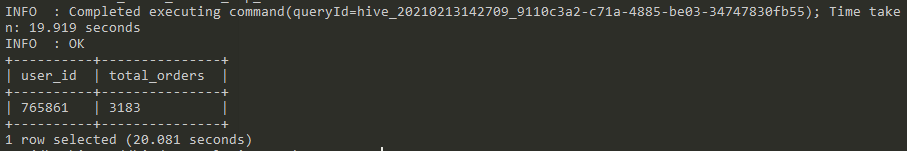 INFO  : Completed executing command(queryId=hive_20210213142709_9110c3a2-c71a-4885-be03-34747830fb55); Time take
n: 19.919 seconds
INFO  : OK
+----------+---------------+
| user_id  | total_orders  |
+----------+---------------+
| 765861   | 3183          |
+----------+---------------+
1 row selected (20.081 seconds)